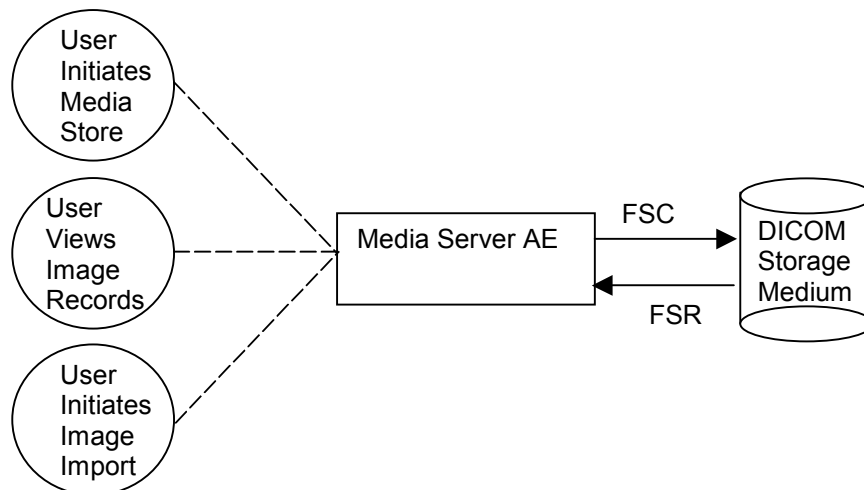 User
Initiates
Media
Store
User
Views
Image
Records
User
Initiates
Image
Import
Media Server AE
FSC
FSR
DICOM
Storage
Medium